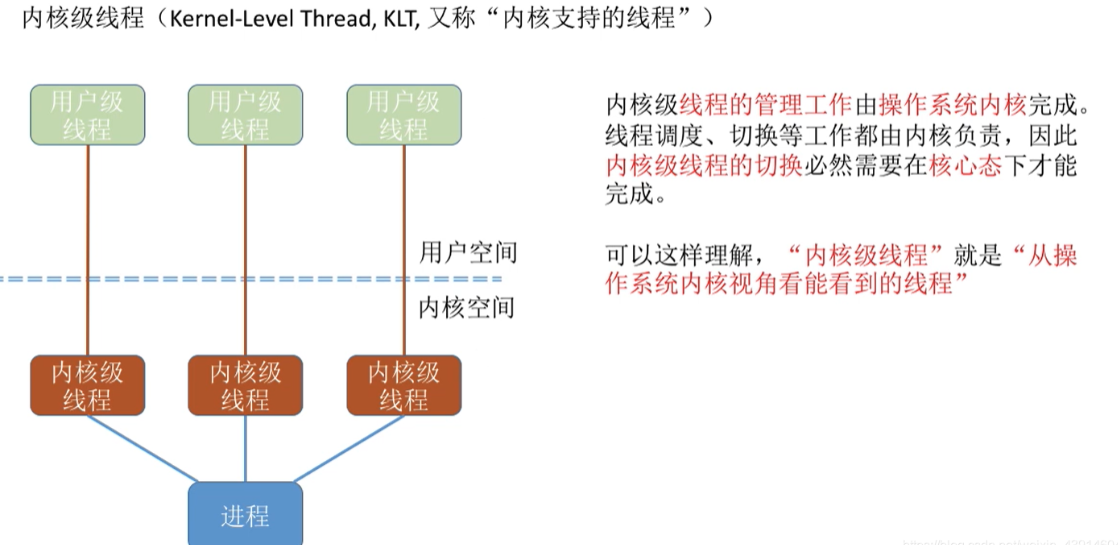 内核级线程（Kernel-Level Thread, KLT, 又称“内核支持的线程”）
用户级
线程
用户级
线程
用户级
线程
用户空间
内核空间
内核级
线程
内核级
线程
内核级
线程
进程
内核级线程的管理工作由操作系统内核完成。
线程调度、切换等工作都由内核负责，因此
内核级线程的切换必然需要在核心态下才能
完成。
可以这样理解，“内核级线程”就是“从操
作系统内核视角看能看到的线程”